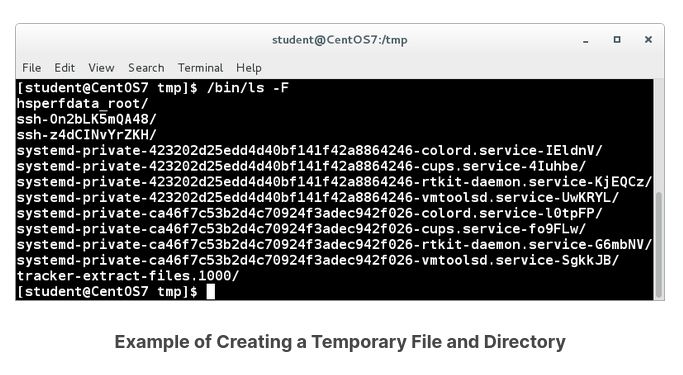 student@CentOS7:/tmp
File Edit View Search Terminal Help
[student@CentOS7 tmp]$ /bin/ls -F
hsperfdata_root/
ssh-On2bLK5mQA48/
ssh-z4dCINvYrZKH/
systemd-private-423202d25edd4d40bf141f42a8864246-colord.service-IEldnV/
systemd-private-423202d25edd4d40bf141f42a8864246-cups.service-4Iuhbe/
systemd-private-423202d25edd4d40bf141f42a8864246-rtkit-daemon.service-KjEQCz/
systemd-private-423202d25edd4d40bf141f42a8864246-vmtoolsd.service-UwKRYL/
systemd-private-ca46f7c53b2d4c70924f3adec942f026-colord.service-l0tpFP/
systemd-private-ca46f7c53b2d4c70924f3adec942f026-cups.service-fo9FLw/
systemd-private-ca46f7c53b2d4c70924f3adec942f026-rtkit-daemon.service-G6mbNV/
systemd-private-ca46f7c53b2d4c70924f3adec942f026-vmtoolsd.service-SgkkJB/
tracker-extract-files.1000/
[student@CentOS7 tmp]$
Example of Creating a Temporary File and Directory